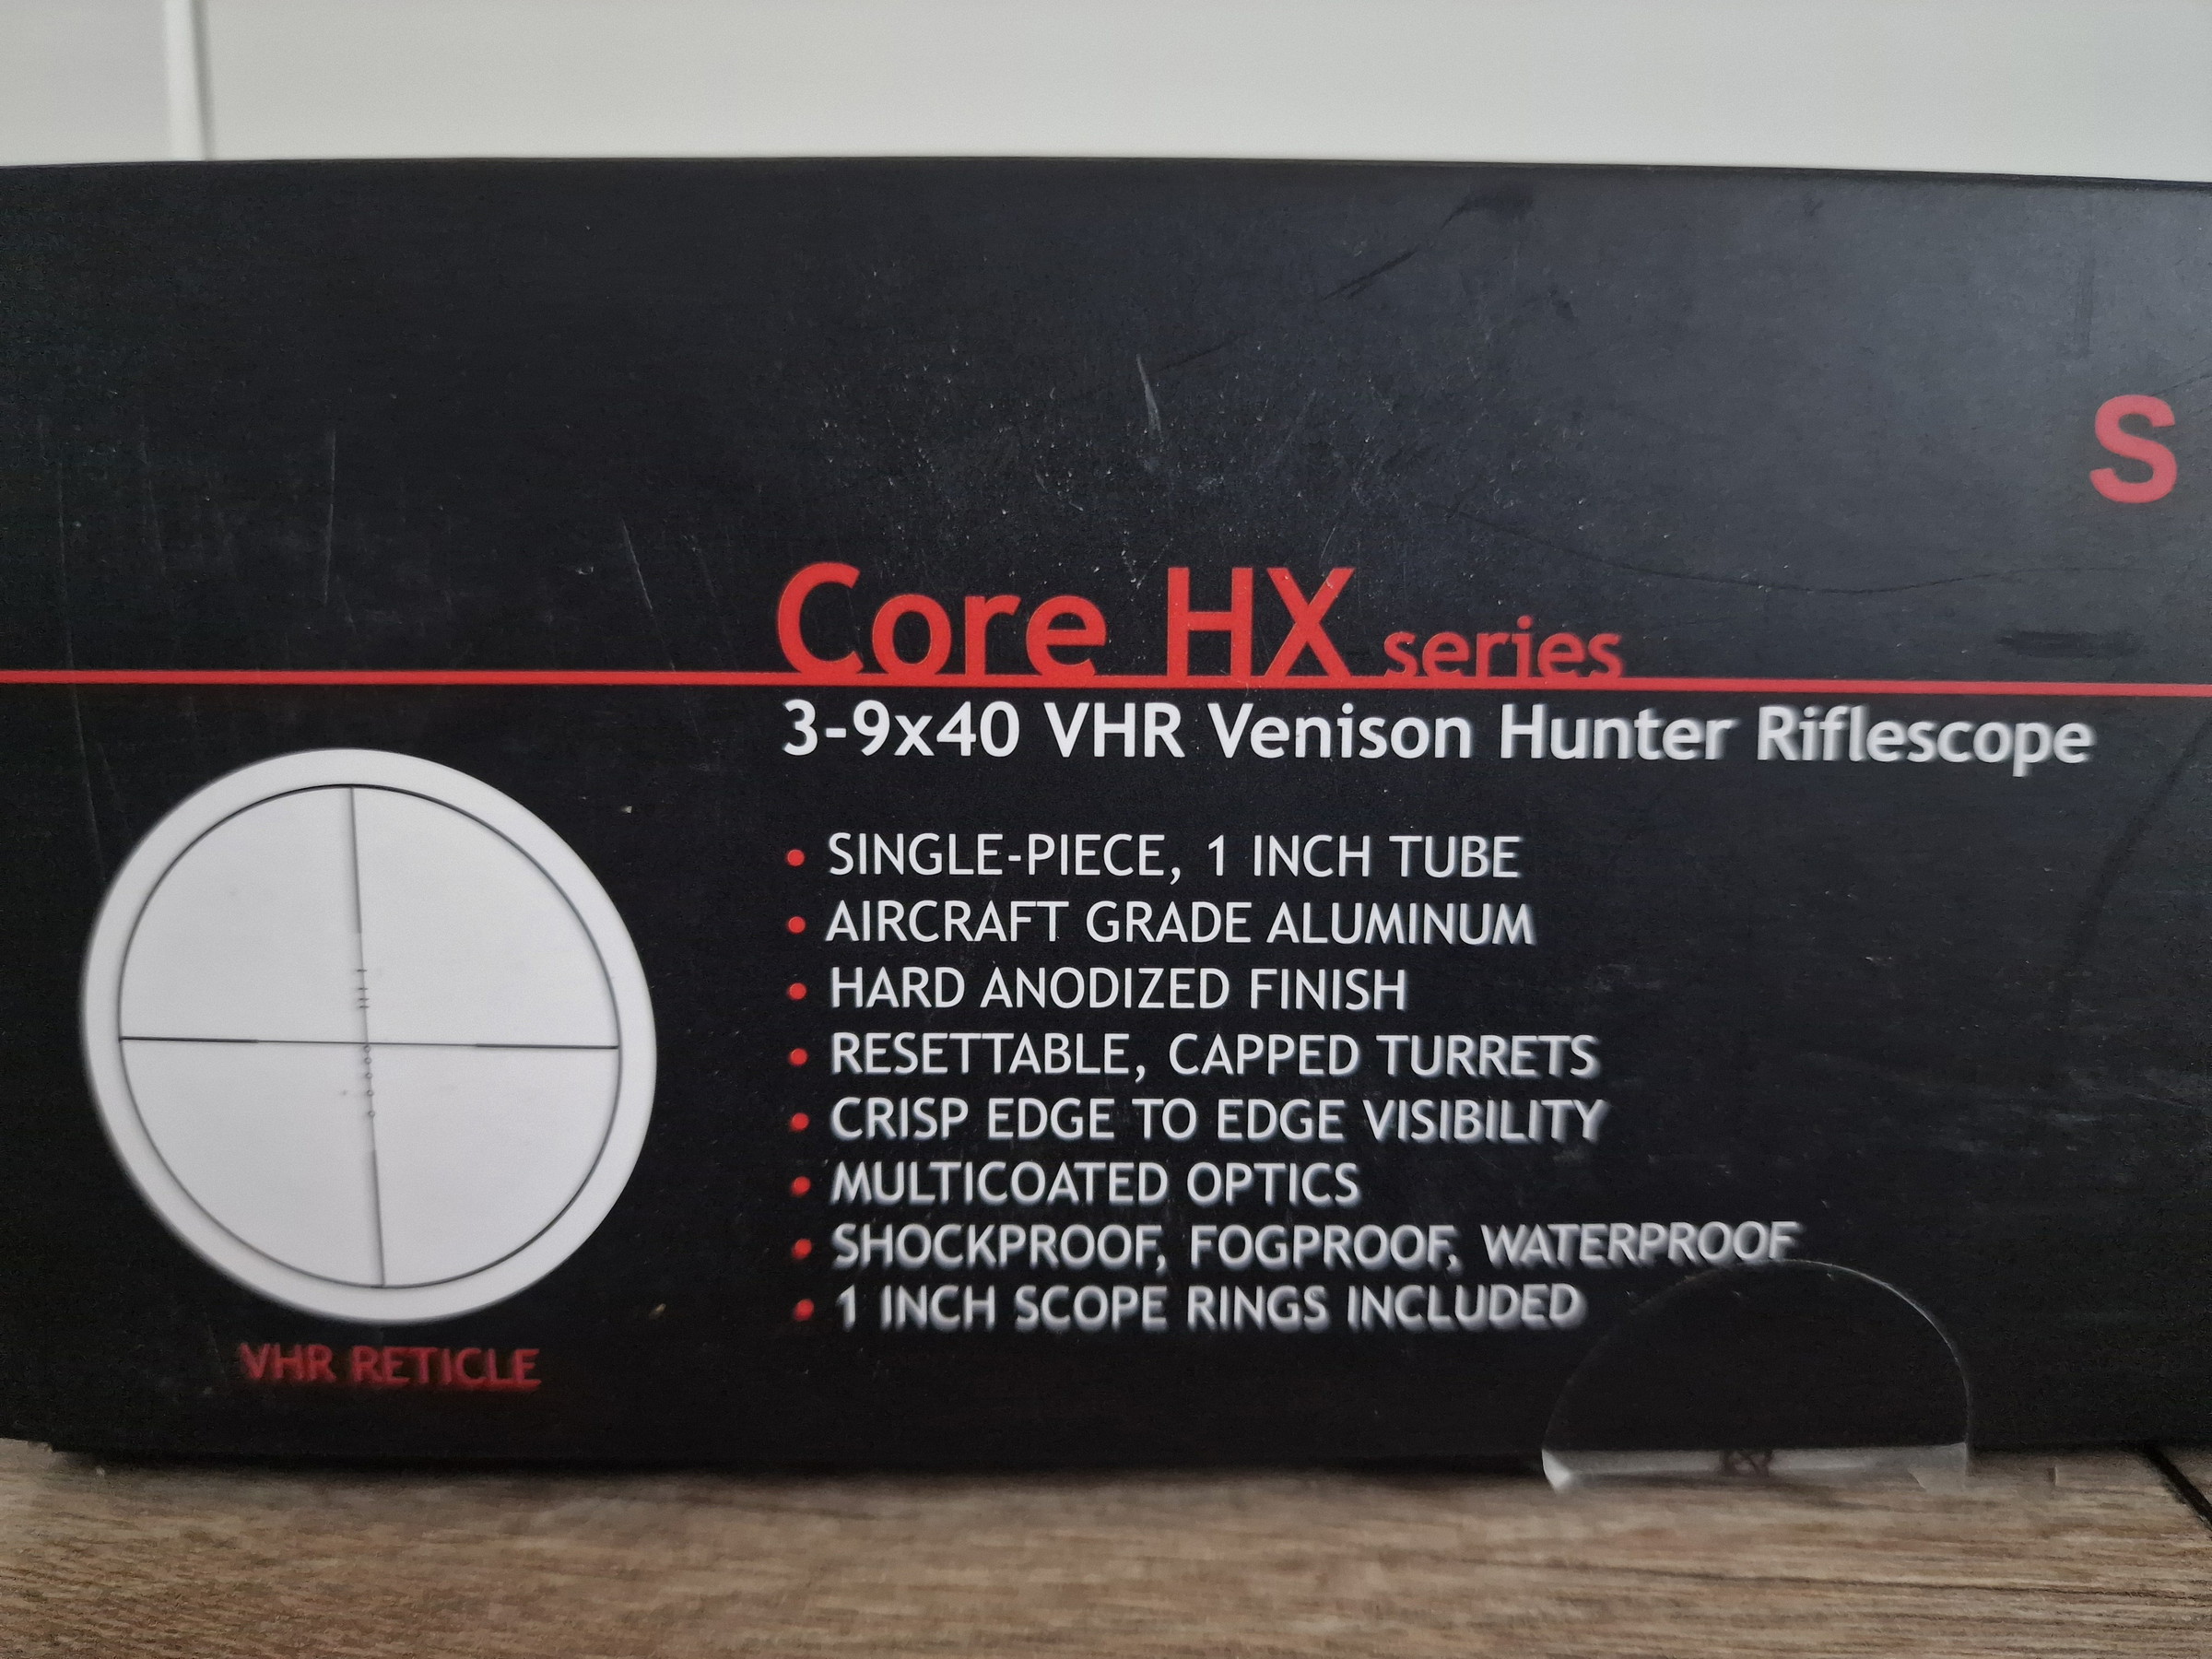 S
Core HX series
3-9x40 VHR Venison Hunter Riflescope
• SINGLE-PIECE, 1 INCH TUBE
• AIRCRAFT GRADE ALUMINUM
• HARD ANODIZED FINISH
• RESETTABLE, CAPPED TURRETS
• CRISP EDGE TO EDGE VISIBILITY
• MULTICOATED OPTICS
• SHOCKPROOF, FOGPROOF, WATERPROOF
• 1 INCH SCOPE RINGS INCLUDED
VHR RETICLE